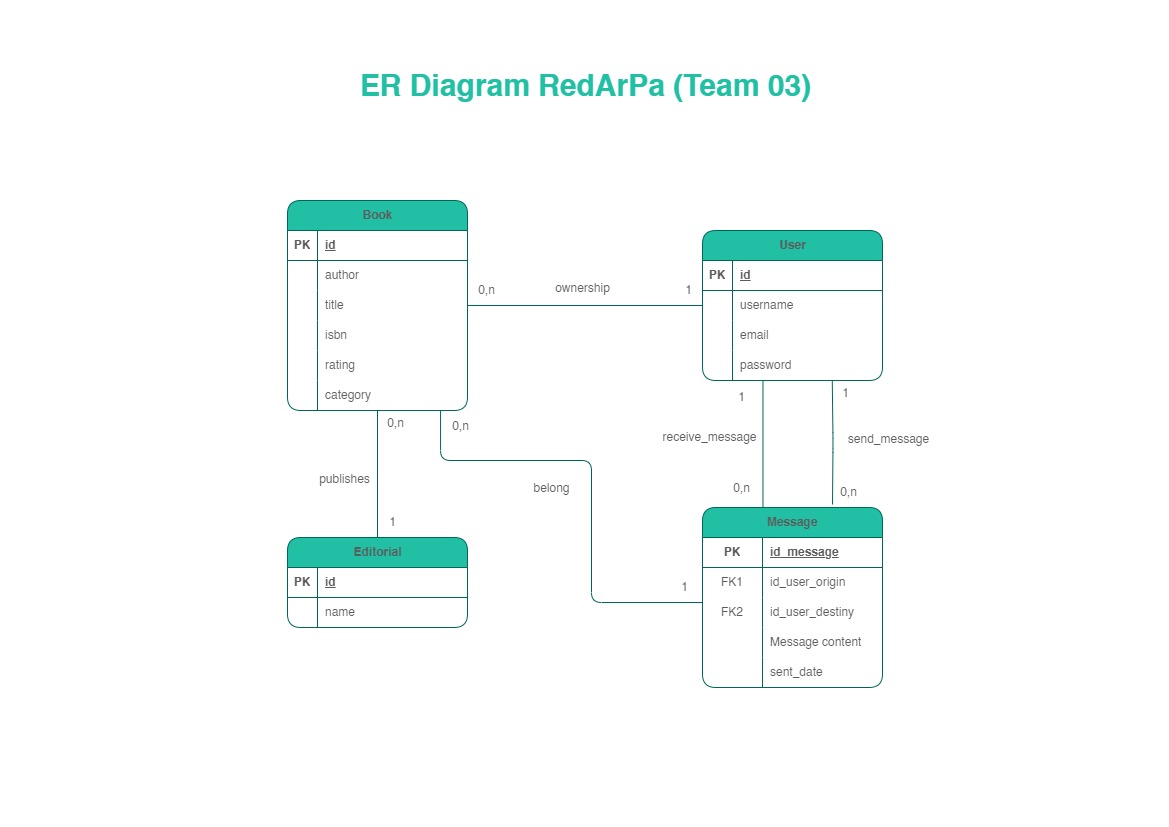 ER Diagram RedArPa (Team 03)
Book
PK id
author
title
isbn
rating
category
User
PK id
username
email
password
0,n
ownership
1
0,n
0,n
publishes
1
belong
1
1
1
receive_message
send_message
0,n
0,n
Editorial
PK id
name
Message
PK id_message
FK1 id_user_origin
FK2 id_user_destiny
Message content
sent_date